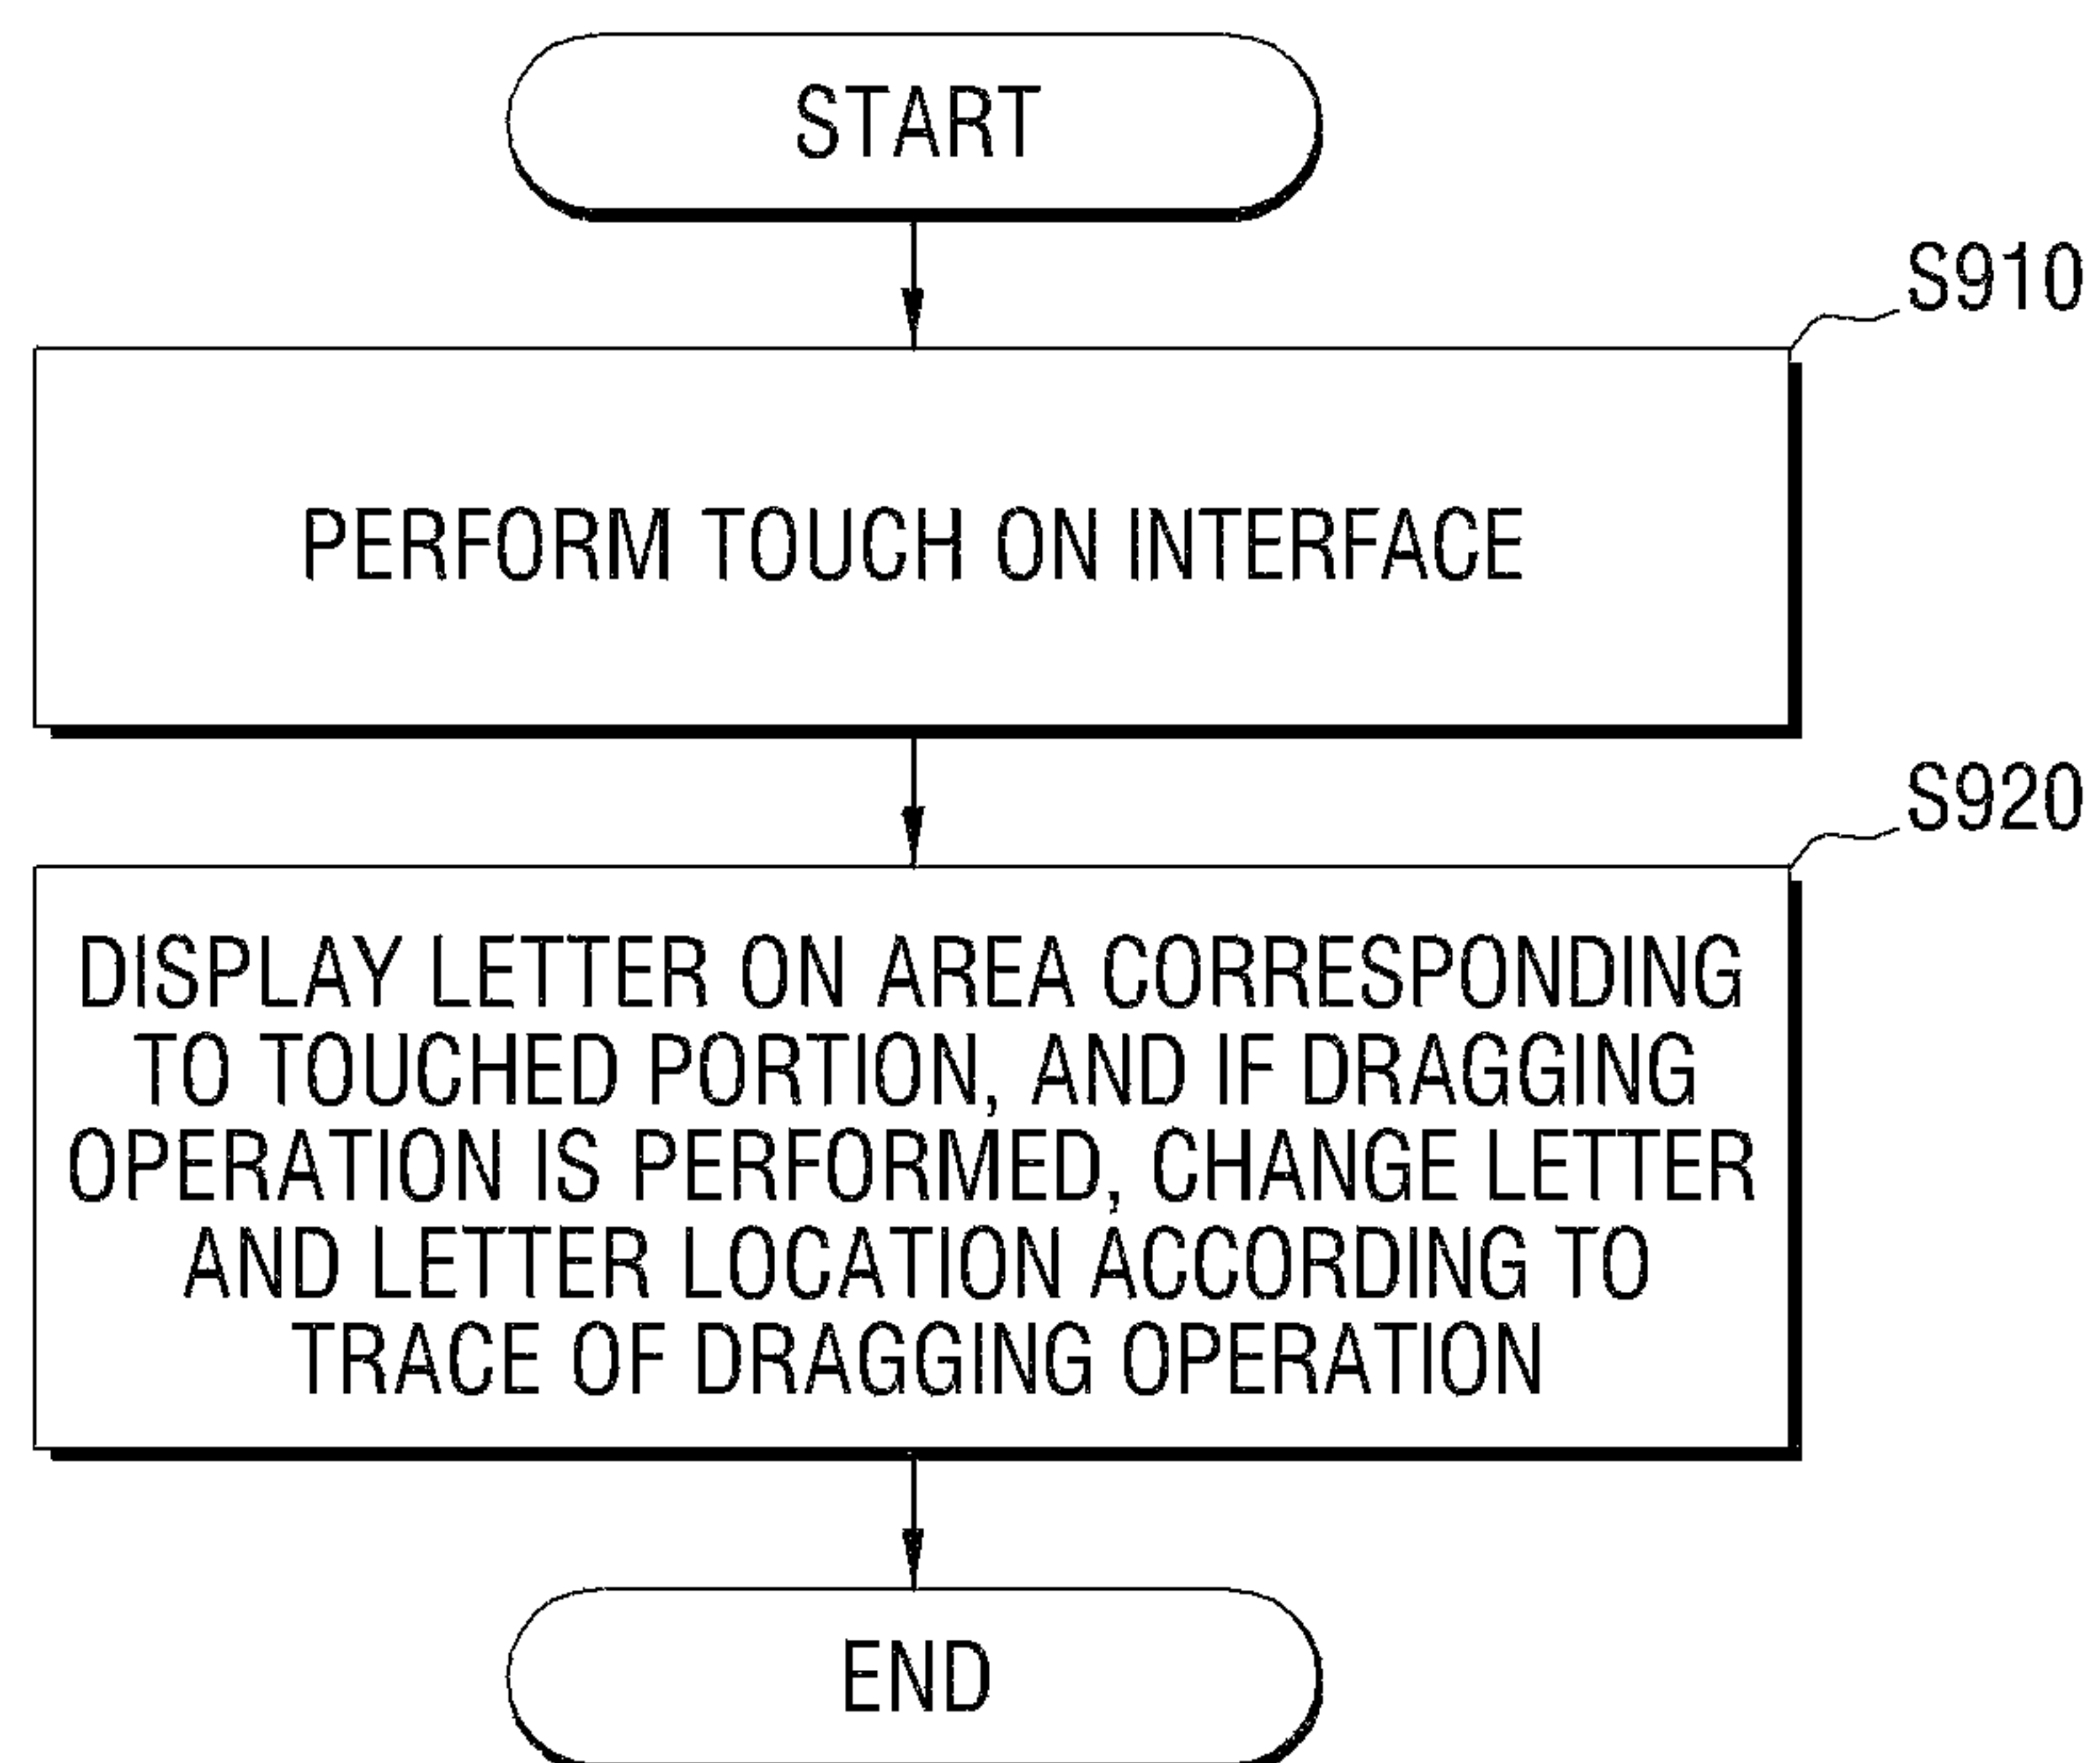 START
S910
PERFORM TOUCH ON INTERFACE
S920
DISPLAY LETTER ON AREA CORRESPONDING
TO TOUCHED PORTION, AND IF DRAGGING
OPERATION IS PERFORMED, CHANGE LETTER
AND LETTER LOCATION ACCORDING TO
TRACE OF DRAGGING OPERATION
END